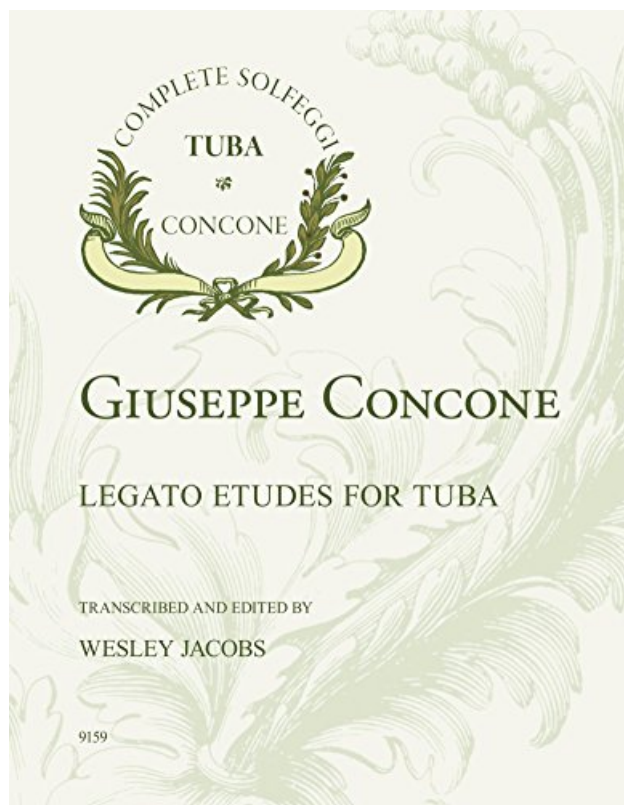 COMPLETE SOLFEGGI
TUBA
CONCONE
GIUSEPPE CONCONE
LEGATO ETUDES FOR TUBA
TRANSCRIBED AND EDITED BY
WESLEY JACOBS
9159